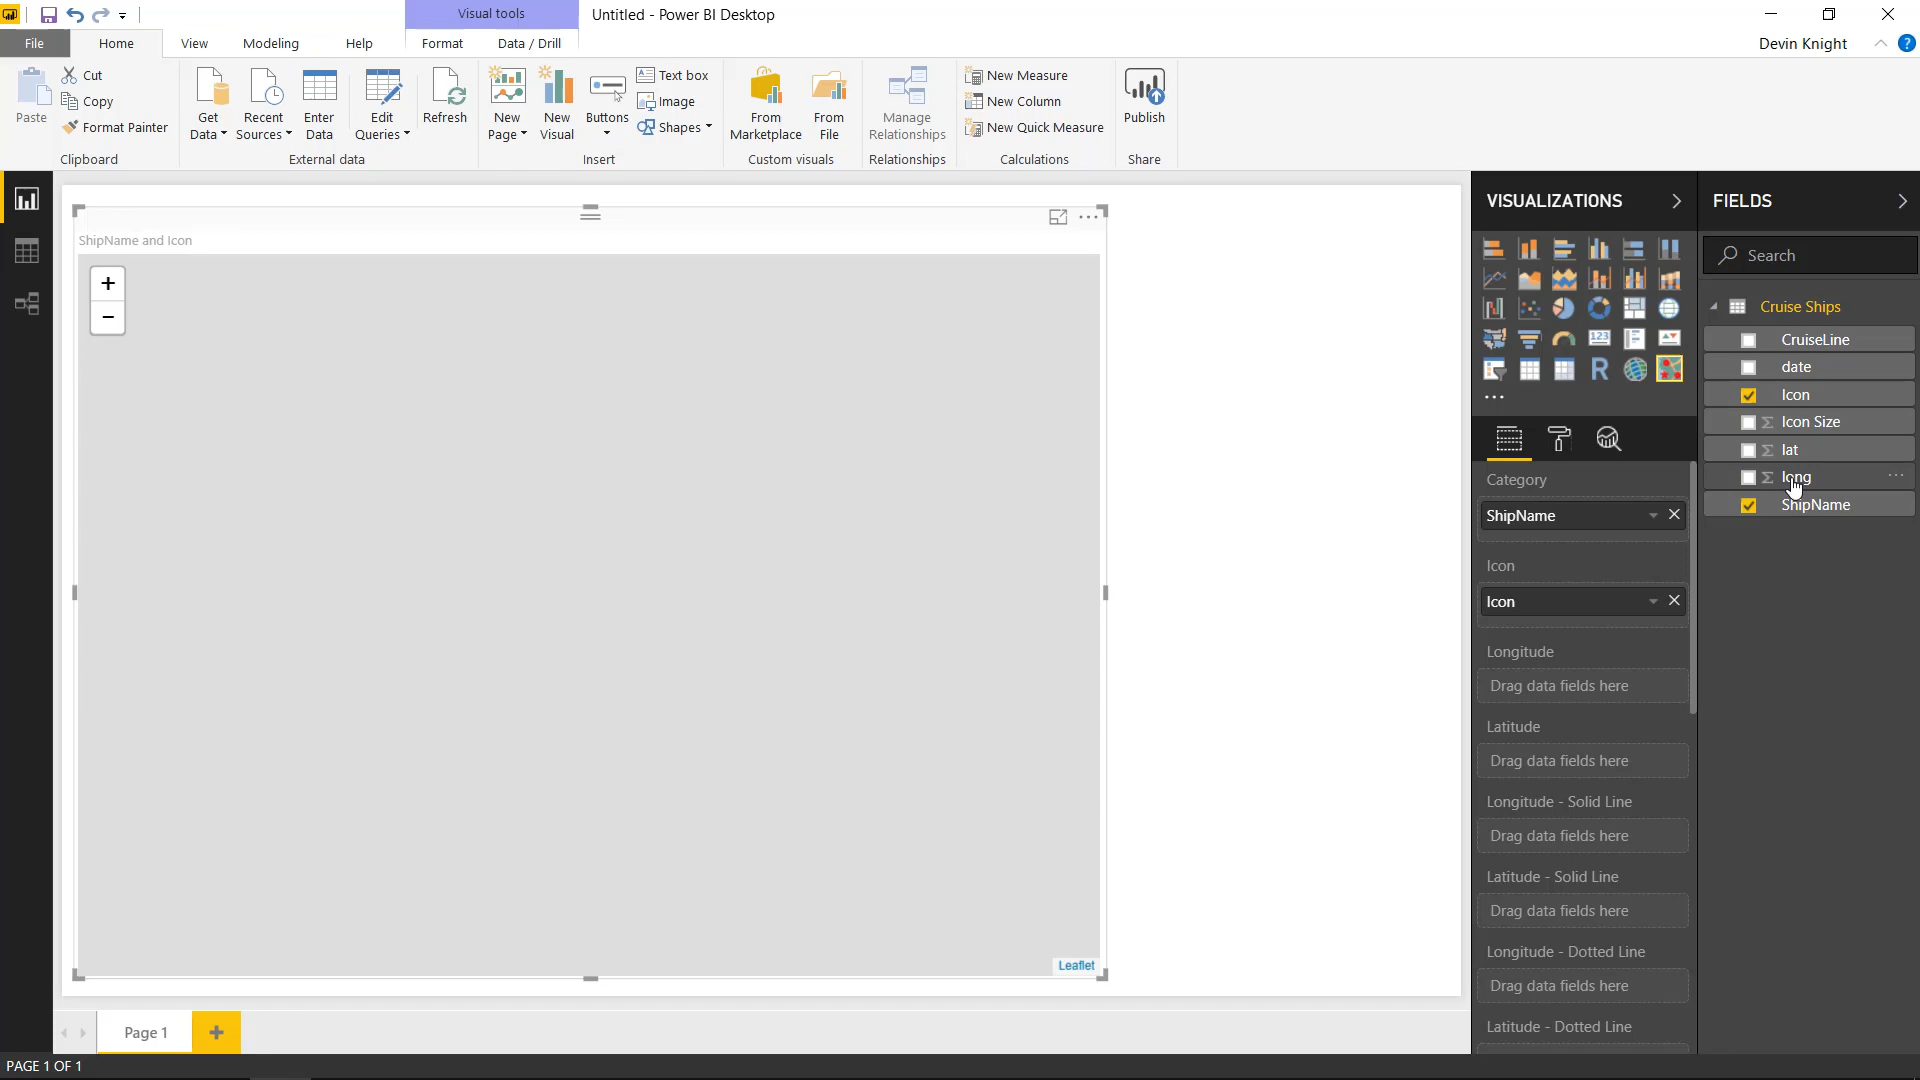 Visual tools
Untitled - Power BI Desktop
File
Home
View
Modeling
Help
Format
Data / Drill
Devin Knight
?
Paste
Cut
Copy
Format Painter
Clipboard
Get
Data
Recent
Sources
Enter
Data
Edit
Queries
Refresh
External data
New
Page
New
Visual
Buttons
Text box
Image
Shapes
Insert
From
Marketplace
From
File
Custom visuals
Manage
Relationships
Relationships
New Measure
New Column
New Quick Measure
Calculations
Publish
Share
ShipName and Icon
+
−
Leaflet
VISUALIZATIONS
123
R
Category
ShipName
Icon
Icon
Longitude
Drag data fields here
Latitude
Drag data fields here
Longitude - Solid Line
Drag data fields here
Latitude - Solid Line
Drag data fields here
Longitude - Dotted Line
Drag data fields here
Latitude - Dotted Line
FIELDS
Search
Cruise Ships
CruiseLine
date
Icon
Σ Icon Size
Σ lat
Σ long
ShipName
Page 1
+
PAGE 1 OF 1